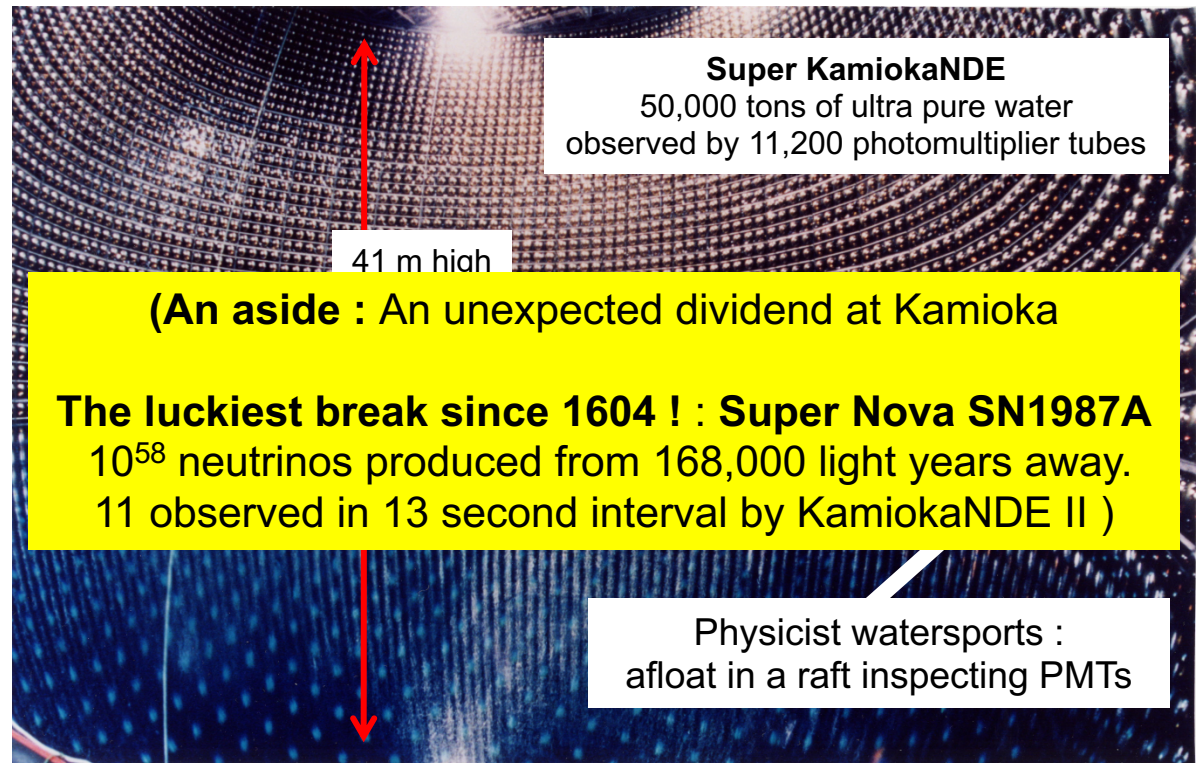 Super KamiokaNDE
50,000 tons of ultra pure water
observed by 11,200 photomultiplier tubes
41 m high
(An aside : An unexpected dividend at Kamioka
The luckiest break since 1604 ! : Super Nova SN1987A
10⁵⁸ neutrinos produced from 168,000 light years away.
11 observed in 13 second interval by KamiokaNDE II )
Physicist watersports :
afloat in a raft inspecting PMTs